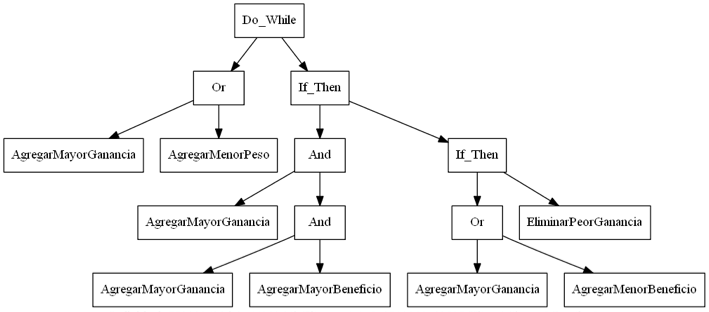 Do_While
Or
If_Then
AgregarMayorGanancia
AgregarMenorPeso
And
If_Then
AgregarMayorGanancia
And
Or
EliminarPeorGanancia
AgregarMayorGanancia
AgregarMayorBeneficio
AgregarMayorGanancia
AgregarMenorBeneficio